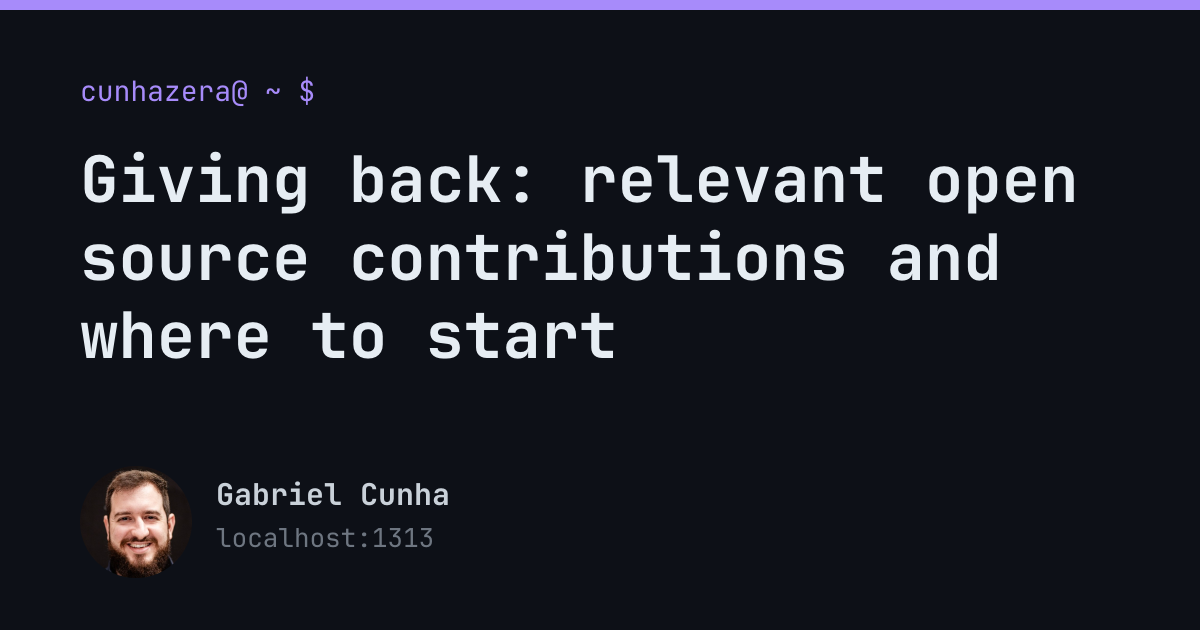 cunhazera@ ~ $
Giving back: relevant open
source contributions and
where to start
Gabriel Cunha
localhost:1313